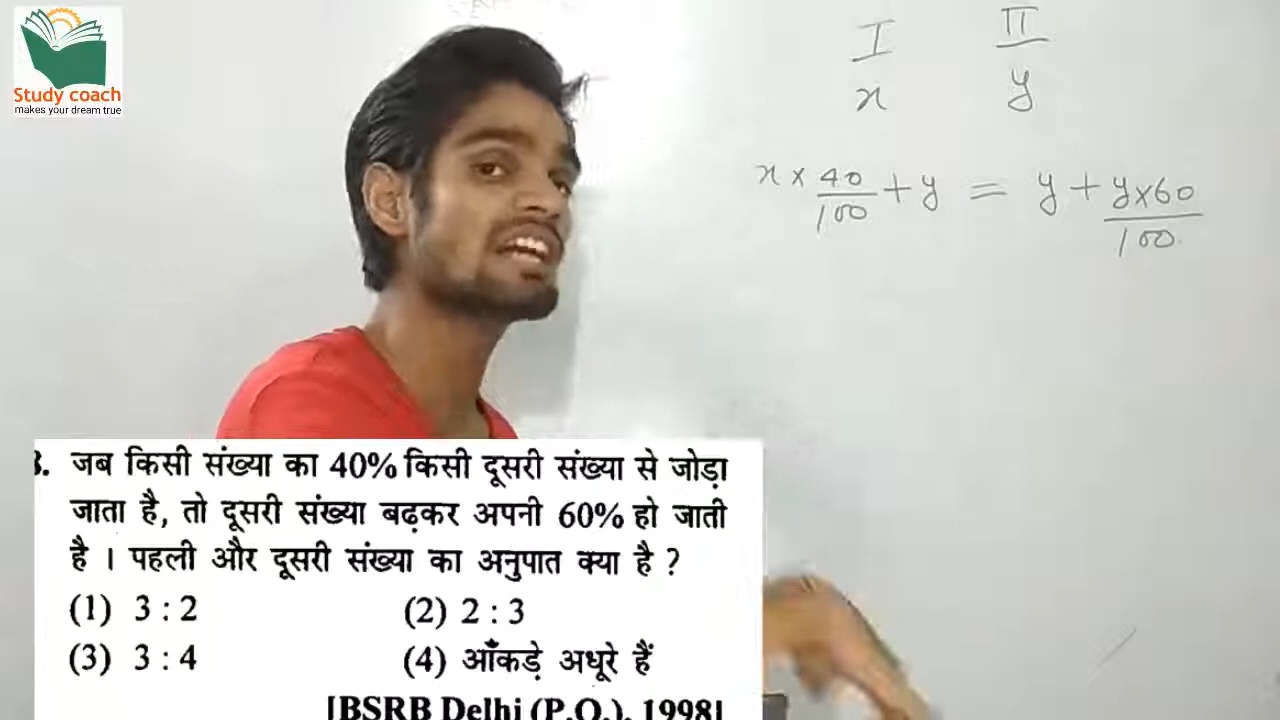 Study coach
makes your dream true
I II
x y
x × 40/100 + y = y + y×60/100
3. जब किसी संख्या का 40% किसी दूसरी संख्या से जोड़ा
जाता है, तो दूसरी संख्या बढ़कर अपनी 60% हो जाती
है । पहली और दूसरी संख्या का अनुपात क्या है ?
(1) 3 : 2 (2) 2 : 3
(3) 3 : 4 (4) आँकड़े अधूरे हैं
[BSRB Delhi (P.O.), 1998]